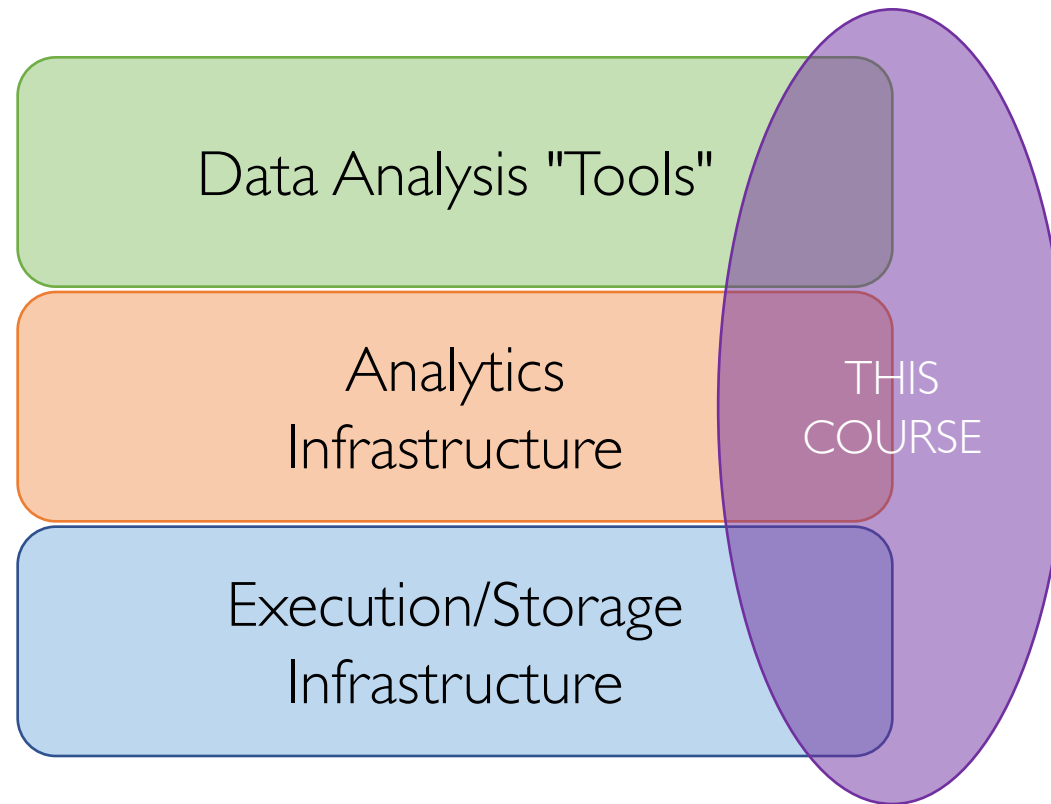 Data Analysis "Tools"
Analytics
Infrastructure
THIS
COURSE
Execution/Storage
Infrastructure